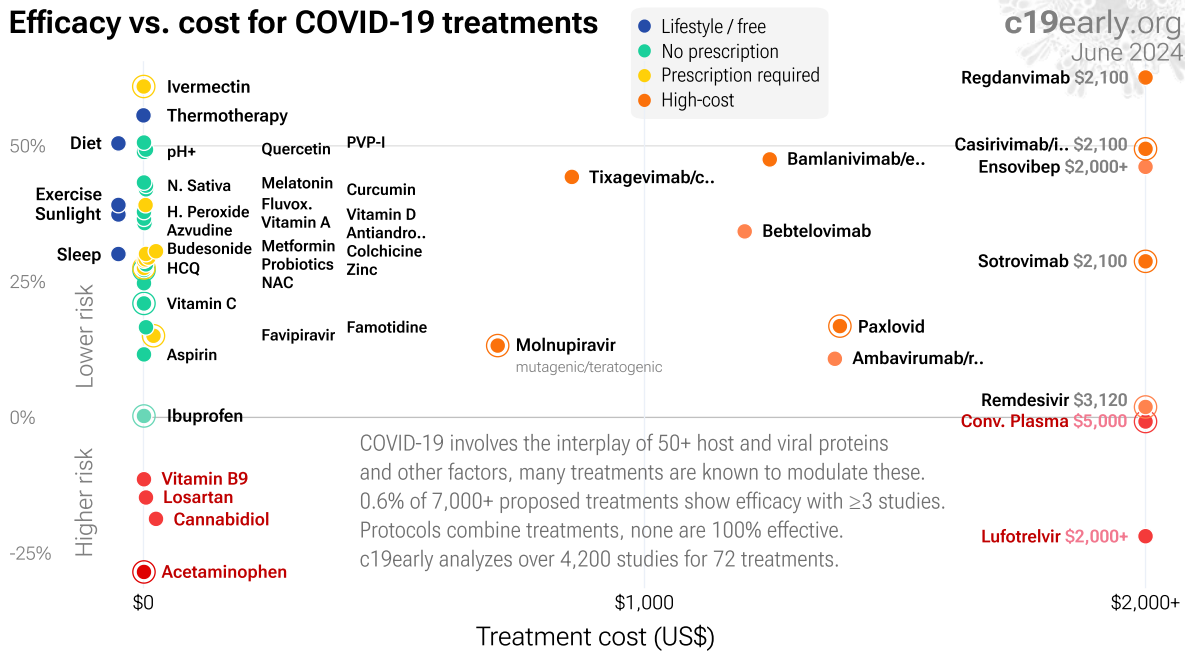 Efficacy vs. cost for COVID-19 treatments
Lifestyle / free
No prescription
Prescription required
High-cost
c19early.org
June 2024
50%
25%
0%
-25%
Lower risk
Higher risk
Ivermectin
Thermotherapy
Diet
pH+
Quercetin
PVP-I
N. Sativa
Melatonin
Curcumin
Exercise
Sunlight
H. Peroxide
Fluvox.
Vitamin A
Vitamin D
Azvudine
Antiandro..
Sleep
Budesonide
Metformin
Colchicine
HCQ
Probiotics
Zinc
NAC
Vitamin C
Favipiravir
Famotidine
Aspirin
Ibuprofen
Vitamin B9
Losartan
Cannabidiol
Acetaminophen
Molnupiravir
mutagenic/teratogenic
Tixagevimab/c..
Bamlanivimab/e..
Bebtelovimab
Paxlovid
Ambavirumab/r..
Regdanvimab $2,100
Casirivimab/i.. $2,100
Ensovibep $2,000+
Sotrovimab $2,100
Remdesivir $3,120
Conv. Plasma $5,000
Lufotrelvir $2,000+
COVID-19 involves the interplay of 50+ host and viral proteins
and other factors, many treatments are known to modulate these.
0.6% of 7,000+ proposed treatments show efficacy with ≥3 studies.
Protocols combine treatments, none are 100% effective.
c19early analyzes over 4,200 studies for 72 treatments.
$0
$1,000
$2,000+
Treatment cost (US$)